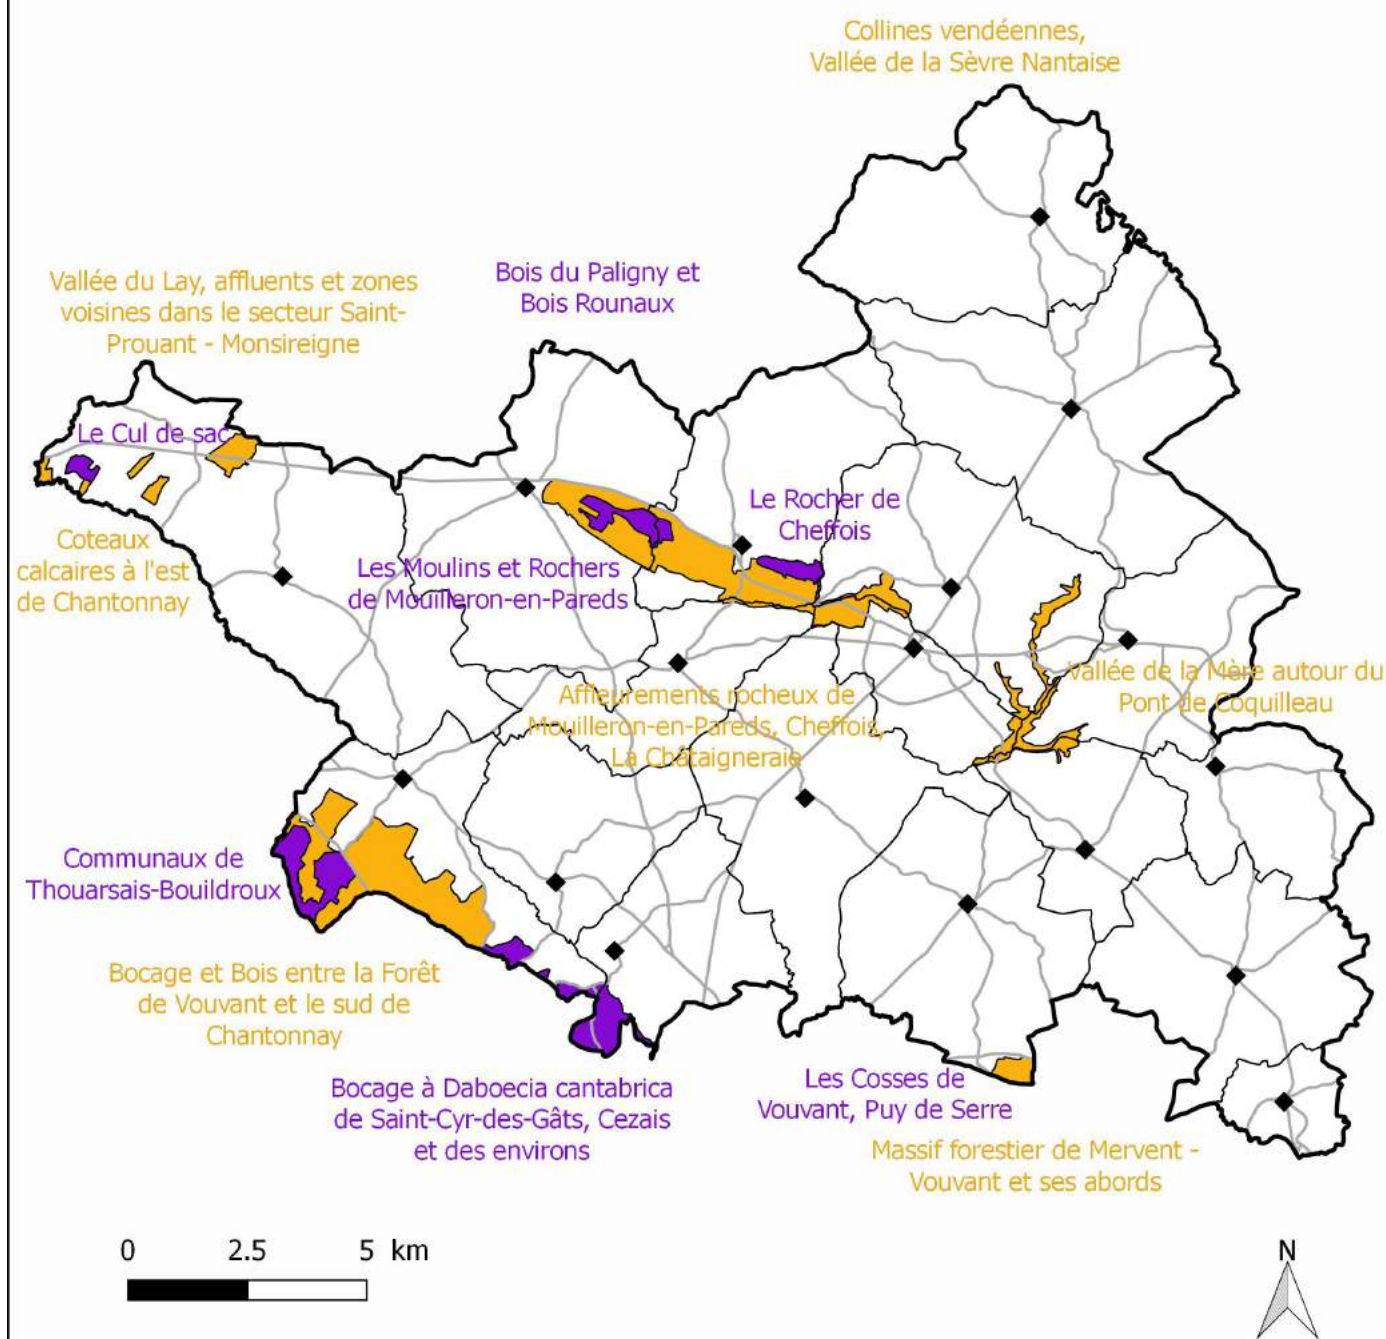 Collines vendéennes,
Vallée de la Sèvre Nantaise
Vallée du Lay, affluents et zones
voisines dans le secteur Saint-
Prouant - Monsireigne
Bois du Paligny et
Bois Rounaux
Le Cul de sac
Le Rocher de
Cheffois
Coteaux
calcaires à l'est
de Chantonnay
Les Moulins et Rochers
de Mouilleron-en-Pareds
Affleurements rocheux de
Mouilleron-en-Pareds, Cheffois,
La Châtaigneraie
Vallée de la Mère autour du
Pont de Coquilleau
Communaux de
Thouarsais-Bouildroux
Bocage et Bois entre la Forêt
de Vouvant et le sud de
Chantonnay
Bocage à Daboecia cantabrica
de Saint-Cyr-des-Gâts, Cezais
et des environs
Les Cosses de
Vouvant, Puy de Serre
Massif forestier de Mervent -
Vouvant et ses abords
0 2.5 5 km
N